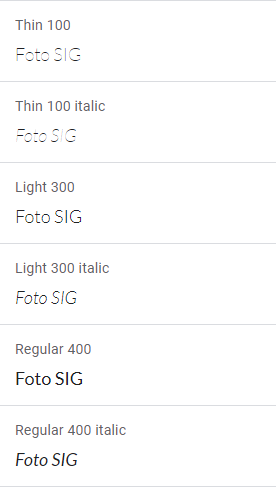 Thin 100
Foto SIG
Thin 100 italic
Foto SIG
Light 300
Foto SIG
Light 300 italic
Foto SIG
Regular 400
Foto SIG
Regular 400 italic
Foto SIG